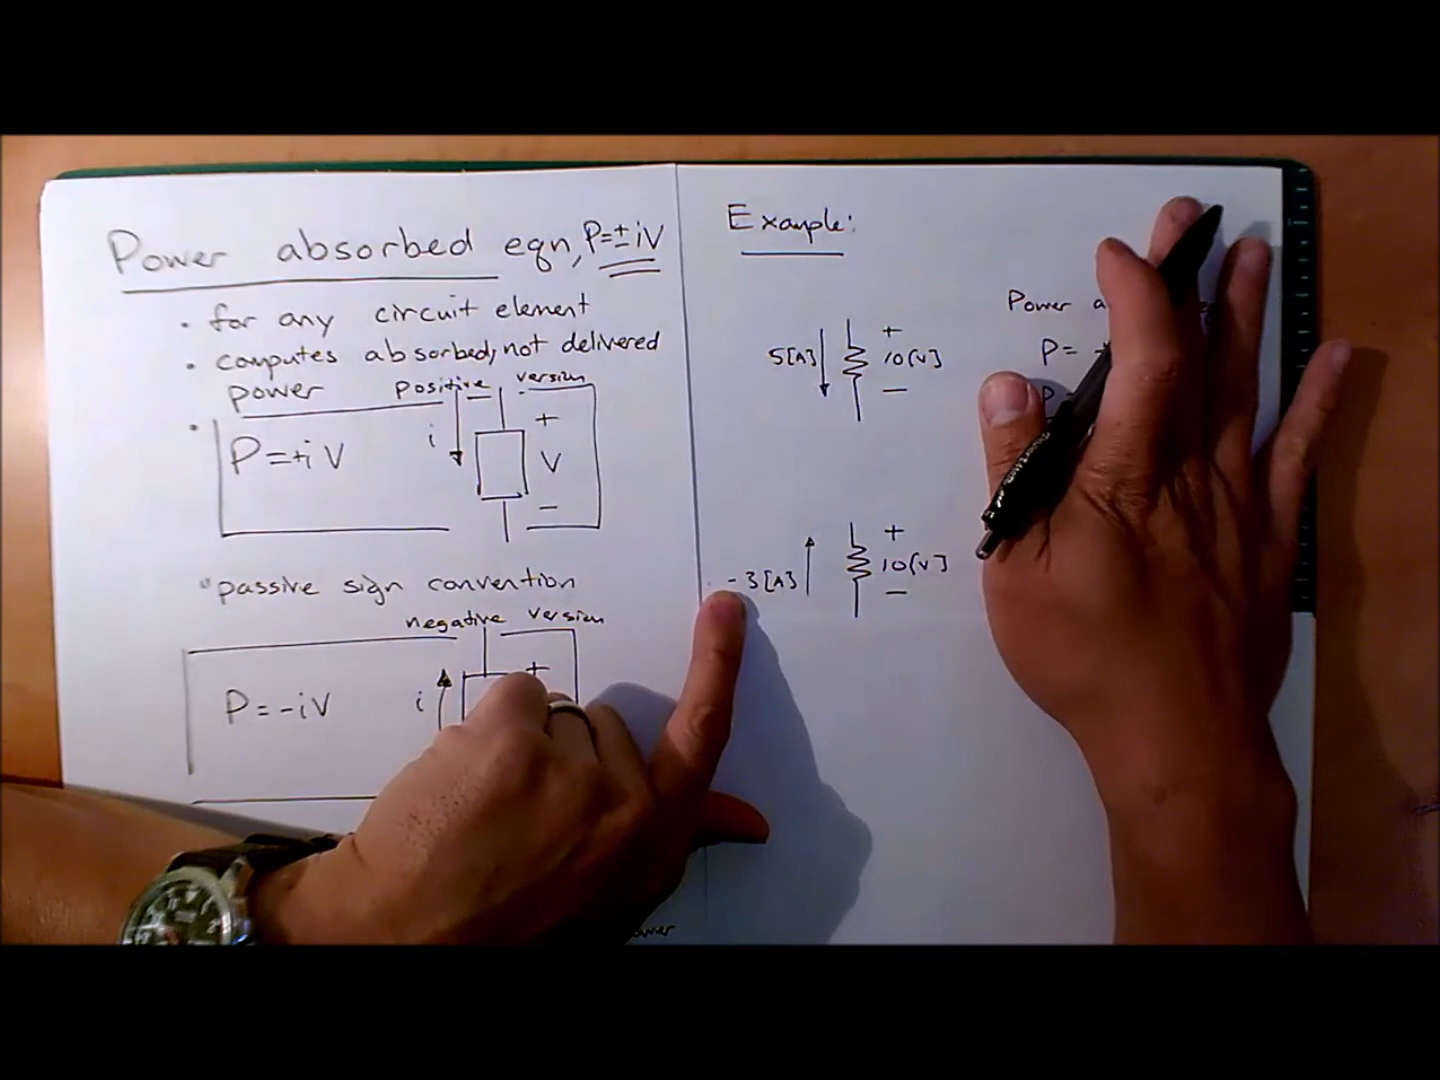 Power absorbed eqn, P=±iV
• for any circuit element
• computes absorbed, not delivered
power
positive version
• P=+iV
i
+
V
−
• passive sign convention
negative version
P=-iV
i
+
Example:
Power
5[A]
+
10[V]
−
P=
-3[A]
+
10[V]
−